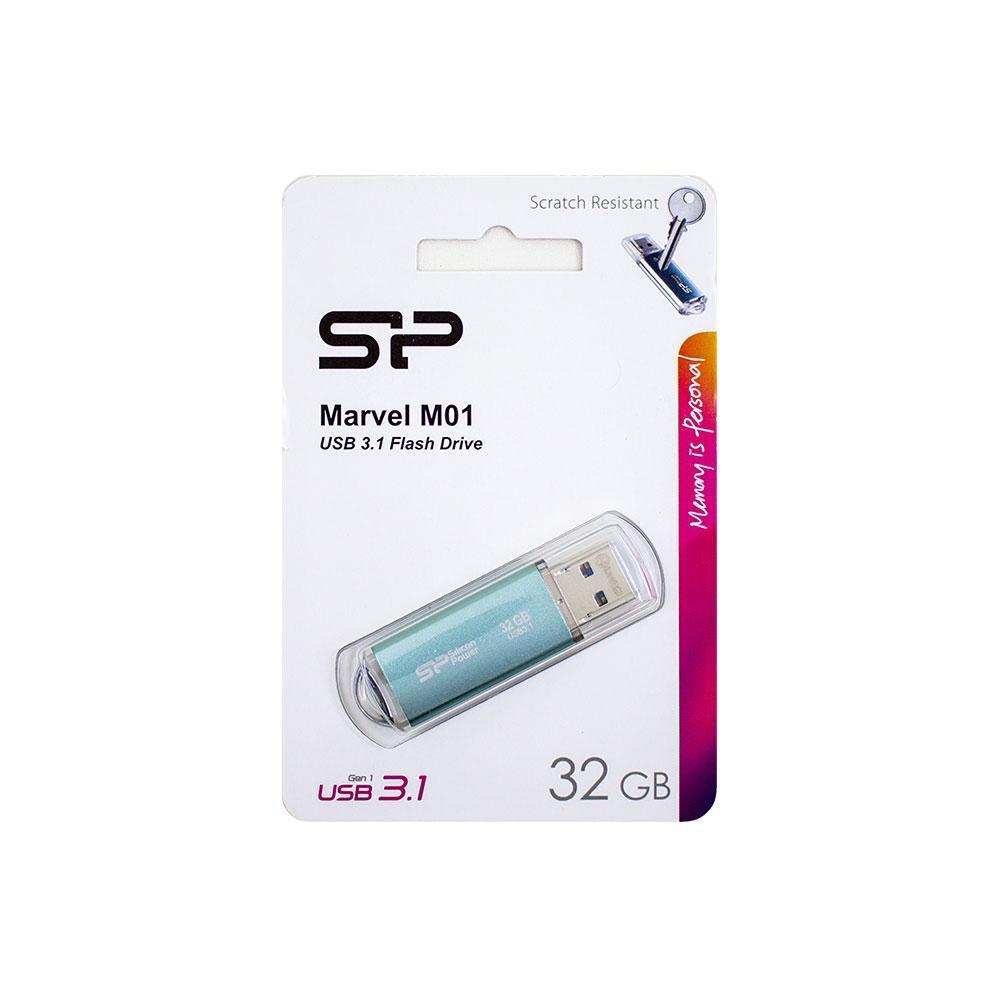 Scratch Resistant
SP
SP
Marvel M01
USB 3.1 Flash Drive
Memory is Personal
32 GB
USB3.1
SP Silicon
Power
Gen 1
USB 3.1
32 GB